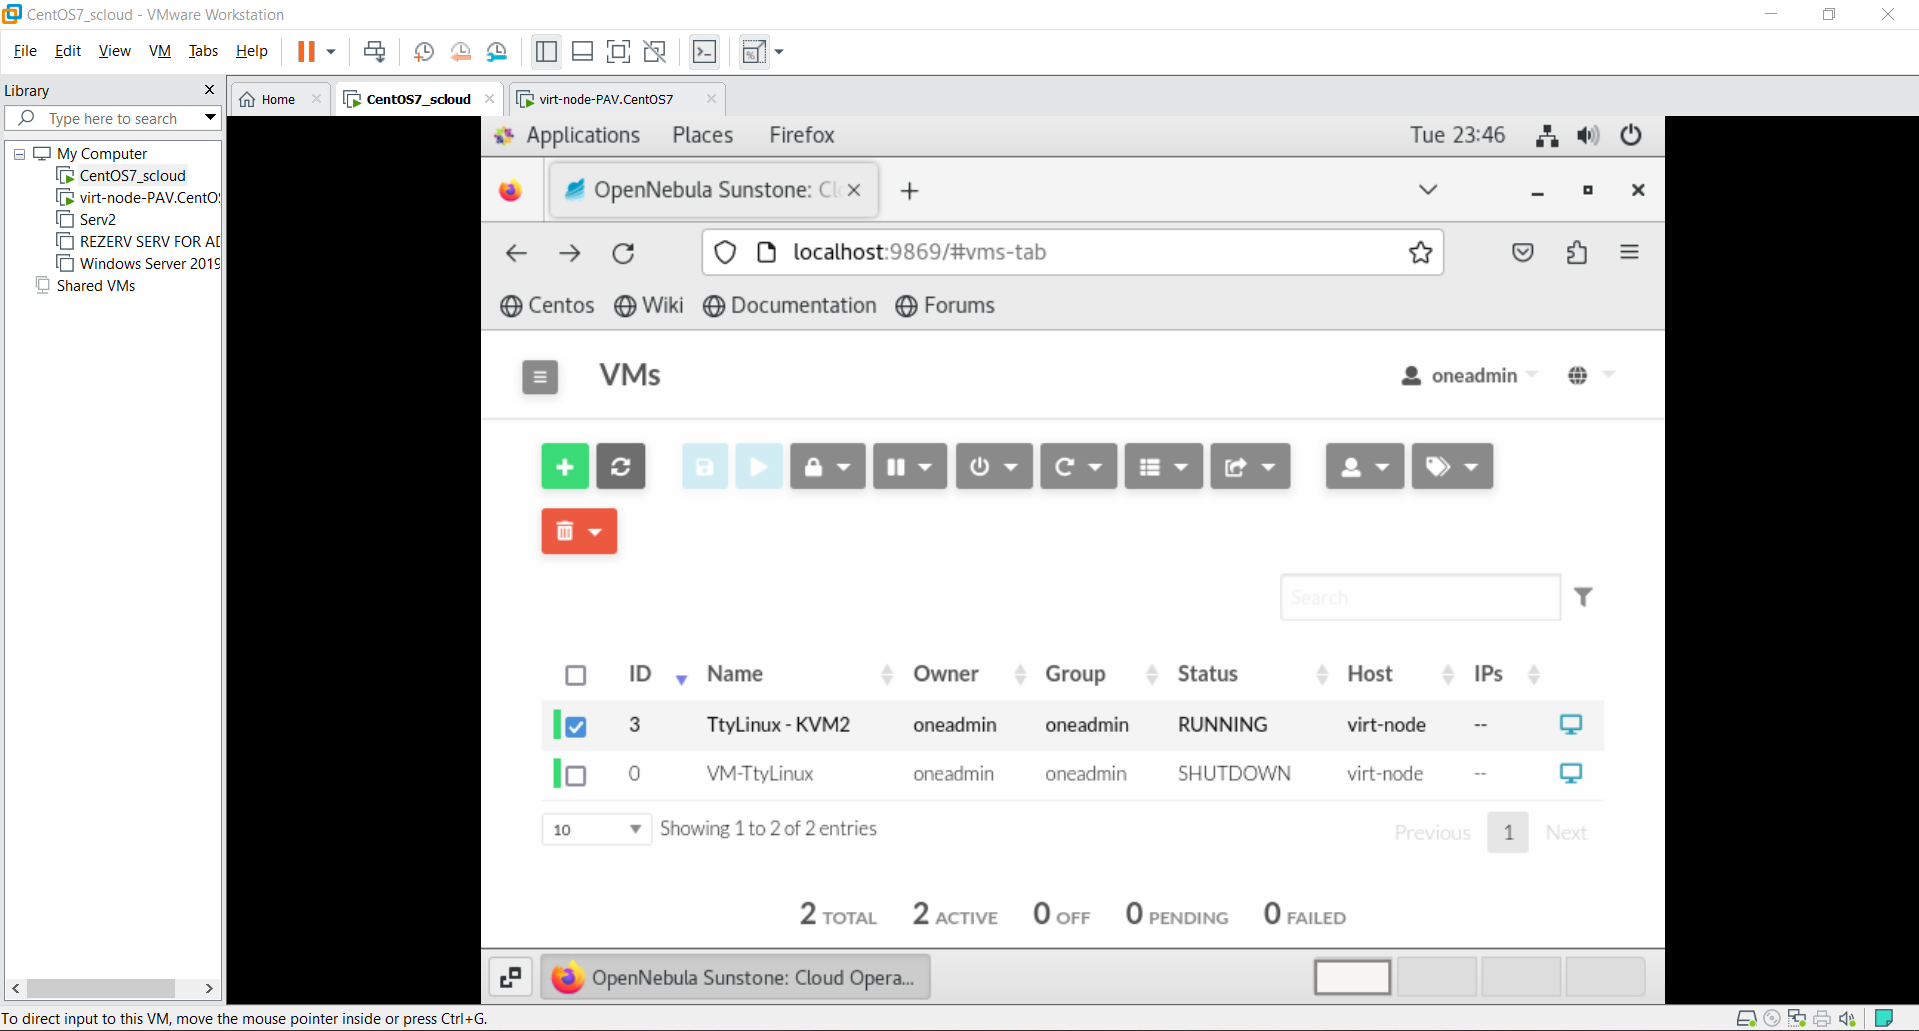 CentOS7_scloud - VMware Workstation
File Edit View VM Tabs Help
Library
Type here to search
My Computer
CentOS7_scloud
virt-node-PAV.CentO
Serv2
REZERV SERV FOR AD
Windows Server 2019
Shared VMs
Home CentOS7_scloud virt-node-PAV.CentOS7
Applications Places Firefox Tue 23:46
OpenNebula Sunstone: Clo
localhost:9869/#vms-tab
Centos Wiki Documentation Forums
VMs oneadmin
Search
ID Name Owner Group Status Host IPs
3 TtyLinux - KVM2 oneadmin oneadmin RUNNING virt-node --
0 VM-TtyLinux oneadmin oneadmin SHUTDOWN virt-node --
10 Showing 1 to 2 of 2 entries Previous 1 Next
2 TOTAL 2 ACTIVE 0 OFF 0 PENDING 0 FAILED
OpenNebula Sunstone: Cloud Opera...
To direct input to this VM, move the mouse pointer inside or press Ctrl+G.